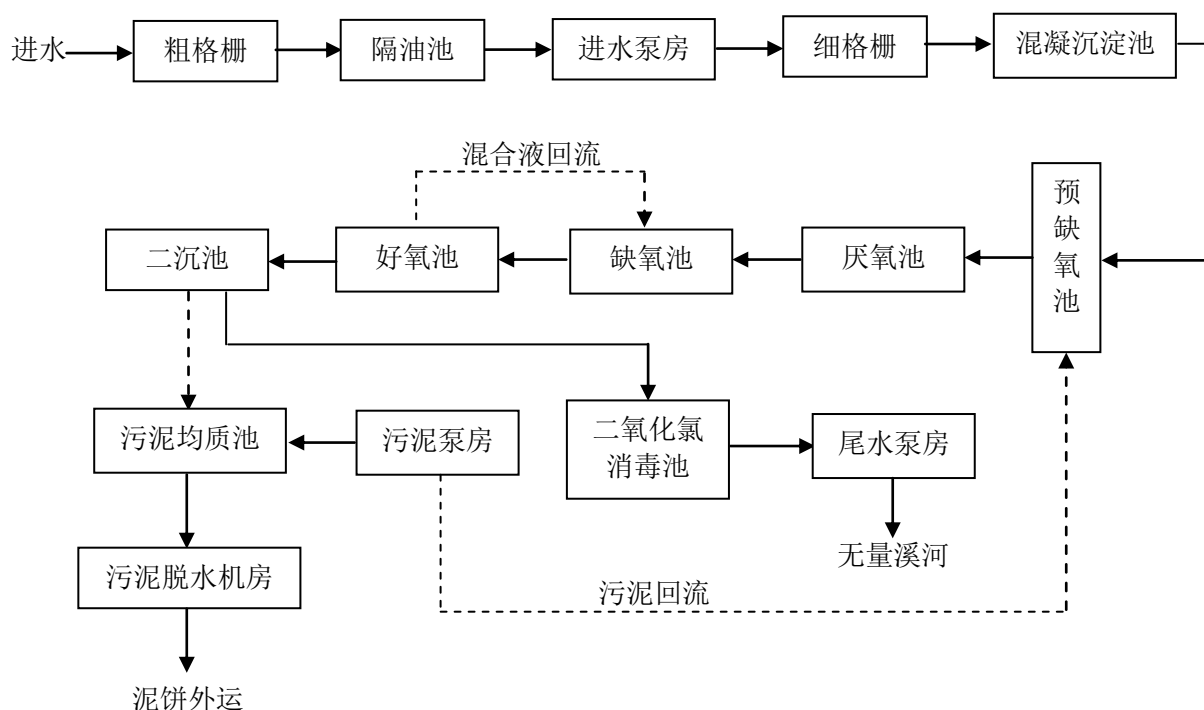 进水
粗格栅
隔油池
进水泵房
细格栅
混凝沉淀池
混合液回流
二沉池
好氧池
缺氧池
厌氧池
预
缺
氧
池
污泥均质池
污泥泵房
二氧化氯
消毒池
尾水泵房
无量溪河
污泥脱水机房
污泥回流
泥饼外运